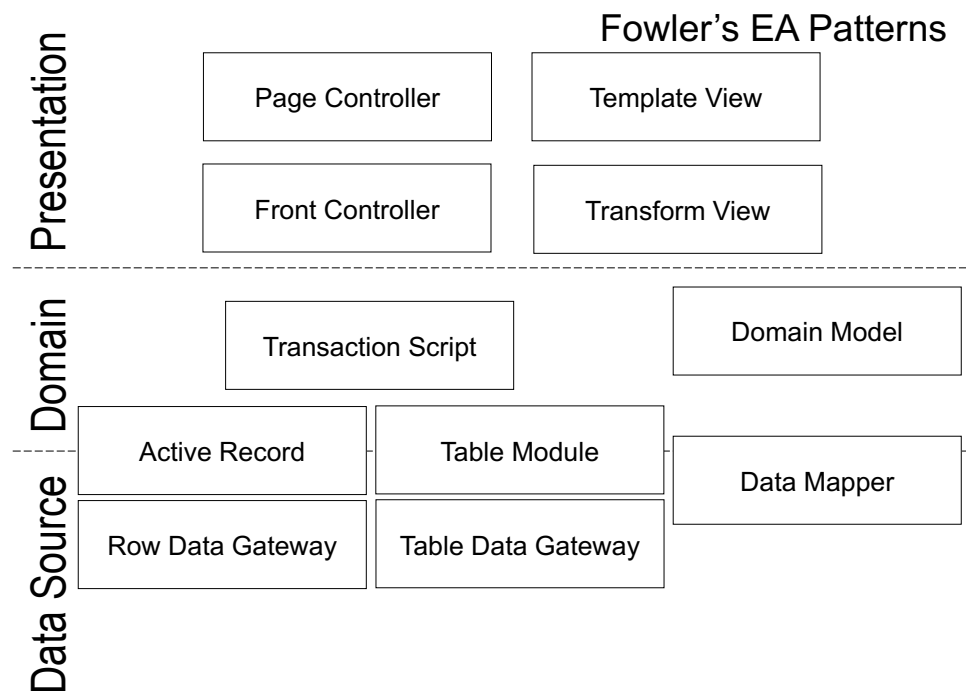 Fowler’s EA Patterns
Presentation
Page Controller
Template View
Front Controller
Transform View
Domain
Transaction Script
Domain Model
Active Record
Table Module
Data Source
Data Mapper
Row Data Gateway
Table Data Gateway